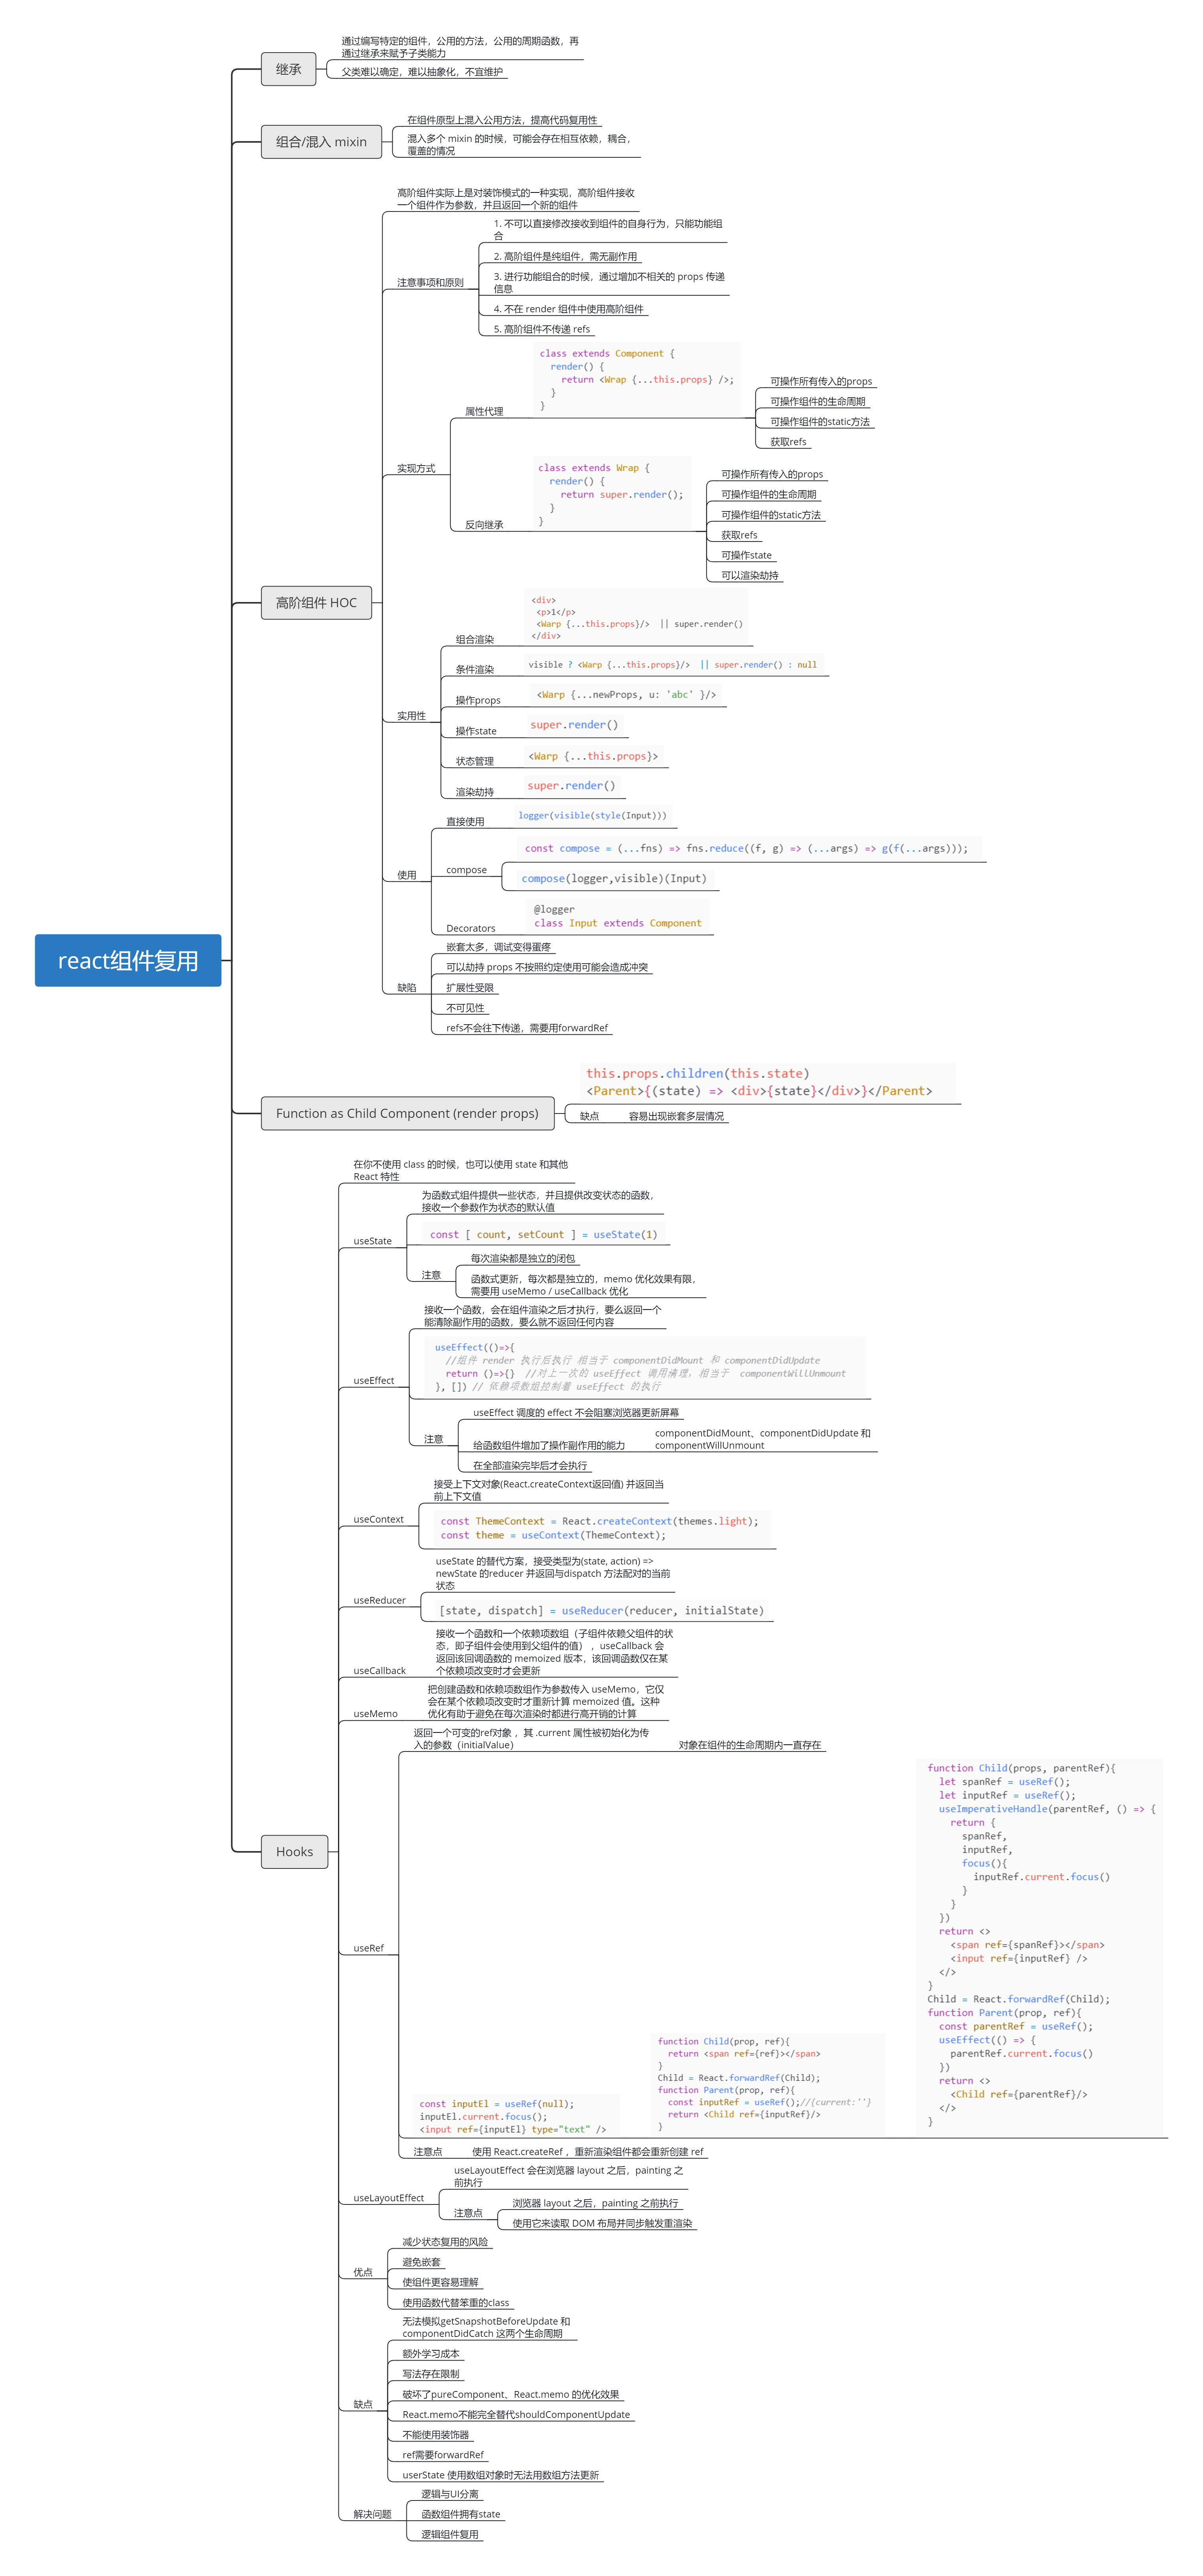 react组件复用
继承
通过编写特定的组件，公用的方法，公用的周期函数，再
通过继承来赋予子类能力
父类难以确定，难以抽象化，不宜维护
组合/混入 mixin
在组件原型上混入公用方法，提高代码复用性
混入多个 mixin 的时候，可能会存在相互依赖，耦合，
覆盖的情况
高阶组件 HOC
高阶组件实际上是对装饰模式的一种实现，高阶组件接收
一个组件作为参数，并且返回一个新的组件
注意事项和原则
1. 不可以直接修改接收到组件的自身行为，只能功能组
合
2. 高阶组件是纯组件，需无副作用
3. 进行功能组合的时候，通过增加不相关的 props 传递
信息
4. 不在 render 组件中使用高阶组件
5. 高阶组件不传递 refs
实现方式
属性代理
class extends Component {
render() {
return <Wrap {...this.props} />;
}
}
可操作所有传入的props
可操作组件的生命周期
可操作组件的static方法
获取refs
反向继承
class extends Wrap {
render() {
return super.render();
}
}
可操作所有传入的props
可操作组件的生命周期
可操作组件的static方法
获取refs
可操作state
可以渲染劫持
实用性
组合渲染
<div>
<p>1</p>
<Warp {...this.props}/> || super.render()
</div>
条件渲染
visible ? <Warp {...this.props}/> || super.render() : null
操作props
<Warp {...newProps, u: 'abc' }/>
操作state
super.render()
状态管理
<Warp {...this.props}>
渲染劫持
super.render()
使用
直接使用
logger(visible(style(Input)))
compose
const compose = (...fns) => fns.reduce((f, g) => (...args) => g(f(...args)));
compose(logger,visible)(Input)
Decorators
@logger
class Input extends Component
缺陷
嵌套太多，调试变得蛋疼
可以劫持 props 不按照约定使用可能会造成冲突
扩展性受限
不可见性
refs不会往下传递，需要用forwardRef
Function as Child Component (render props)
this.props.children(this.state)
<Parent>{(state) => <div>{state}</div>}</Parent>
缺点
容易出现嵌套多层情况
Hooks
在你不使用 class 的时候，也可以使用 state 和其他
React 特性
useState
为函数式组件提供一些状态，并且提供改变状态的函数，
接收一个参数作为状态的默认值
const [ count, setCount ] = useState(1)
注意
每次渲染都是独立的闭包
函数式更新，每次都是独立的，memo 优化效果有限，
需要用 useMemo / useCallback 优化
useEffect
接收一个函数，会在组件渲染之后才执行，要么返回一个
能清除副作用的函数，要么就不返回任何内容
useEffect(()=>{
//组件 render 执行后执行 相当于 componentDidMount 和 componentDidUpdate
return ()=>{} //对上一次的 useEffect 调用清理，相当于 componentWillUnmount
}, []) // 依赖项数组控制着 useEffect 的执行
注意
useEffect 调度的 effect 不会阻塞浏览器更新屏幕
给函数组件增加了操作副作用的能力
componentDidMount、componentDidUpdate 和
componentWillUnmount
在全部渲染完毕后才会执行
useContext
接受上下文对象(React.createContext返回值) 并返回当
前上下文值
const ThemeContext = React.createContext(themes.light);
const theme = useContext(ThemeContext);
useReducer
useState 的替代方案，接受类型为(state, action) =>
newState 的reducer 并返回与dispatch 方法配对的当前
状态
[state, dispatch] = useReducer(reducer, initialState)
useCallback
接收一个函数和一个依赖项数组（子组件依赖父组件的状
态，即子组件会使用到父组件的值），useCallback 会
返回该回调函数的 memoized 版本，该回调函数仅在某
个依赖项改变时才会更新
useMemo
把创建函数和依赖项数组作为参数传入 useMemo，它仅
会在某个依赖项改变时才重新计算 memoized 值。这种
优化有助于避免在每次渲染时都进行高开销的计算
useRef
返回一个可变的ref对象，其 .current 属性被初始化为传
入的参数（initialValue）
对象在组件的生命周期内一直存在
const inputEl = useRef(null);
inputEl.current.focus();
<input ref={inputEl} type="text" />
function Child(prop, ref){
return <span ref={ref}></span>
}
Child = React.forwardRef(Child);
function Parent(prop, ref){
const inputRef = useRef();//{current:''}
return <Child ref={inputRef}/>
}
function Child(props, parentRef){
let spanRef = useRef();
let inputRef = useRef();
useImperativeHandle(parentRef, () => {
return {
spanRef,
inputRef,
focus(){
inputRef.current.focus()
}
}
})
return <>
<span ref={spanRef}></span>
<input ref={inputRef} />
</>
}
Child = React.forwardRef(Child);
function Parent(prop, ref){
const parentRef = useRef();
useEffect(() => {
parentRef.current.focus()
})
return <>
<Child ref={parentRef}/>
</>
}
注意点
使用 React.createRef ，重新渲染组件都会重新创建 ref
useLayoutEffect
useLayoutEffect 会在浏览器 layout 之后，painting 之
前执行
注意点
浏览器 layout 之后，painting 之前执行
使用它来读取 DOM 布局并同步触发重渲染
优点
减少状态复用的风险
避免嵌套
使组件更容易理解
使用函数代替笨重的class
缺点
无法模拟getSnapshotBeforeUpdate 和
componentDidCatch 这两个生命周期
额外学习成本
写法存在限制
破坏了pureComponent、React.memo 的优化效果
React.memo不能完全替代shouldComponentUpdate
不能使用装饰器
ref需要forwardRef
userState 使用数组对象时无法用数组方法更新
解决问题
逻辑与UI分离
函数组件拥有state
逻辑组件复用